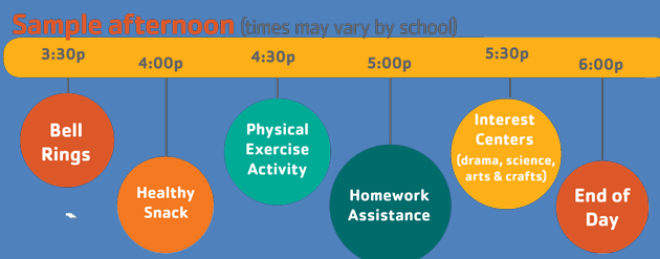 Sample afternoon (times may vary by school)
3:30p
4:00p
4:30p
5:00p
5:30p
6:00p
Bell
Rings
Healthy
Snack
Physical
Exercise
Activity
Homework
Assistance
Interest
Centers
(drama, science,
arts & crafts)
End of
Day